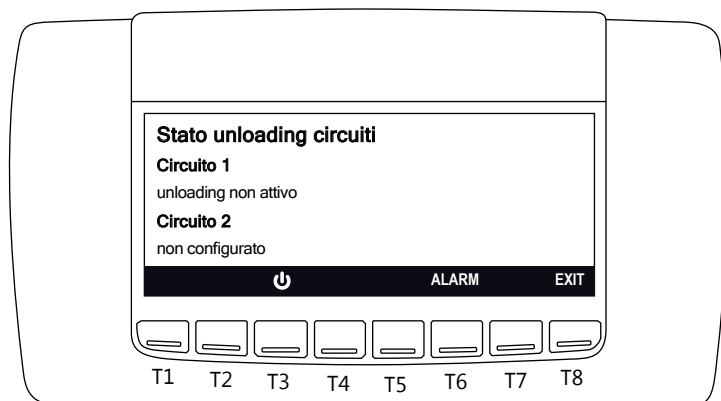 Stato unloading circuiti
Circuito 1
unloading non attivo
Circuito 2
non configurato
ALARM EXIT
T1 T2 T3 T4 T5 T6 T7 T8